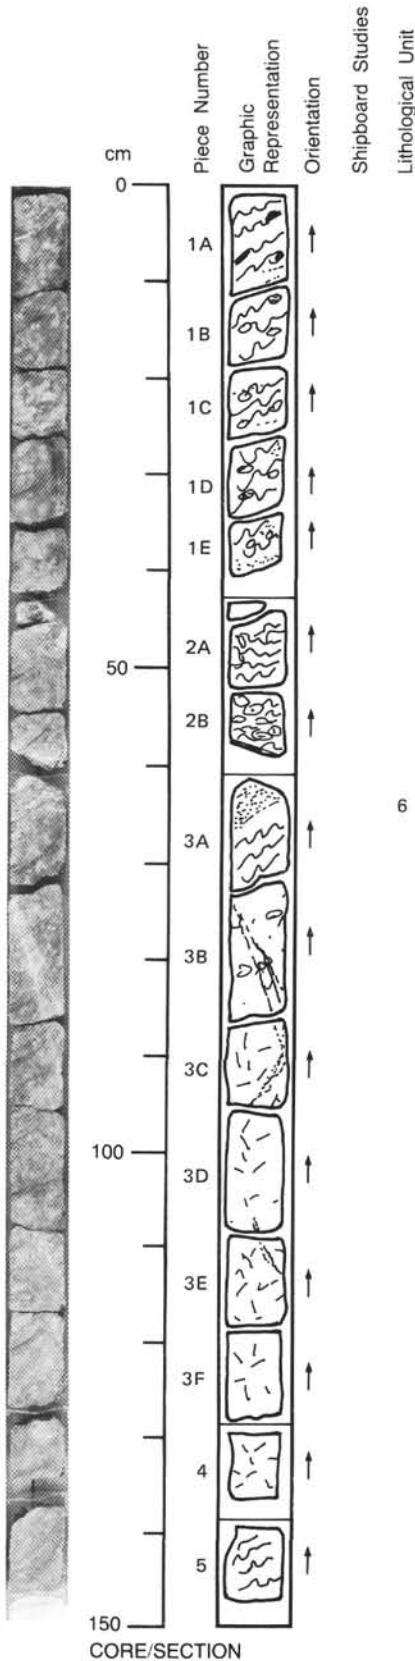 cm
Piece Number
Graphic
Representation
Orientation
Shipboard Studies
Lithological Unit
0
1A
1B
1C
1D
1E
2A
50
2B
6
3A
3B
3C
100
3D
3E
3F
4
5
150
CORE/SECTION